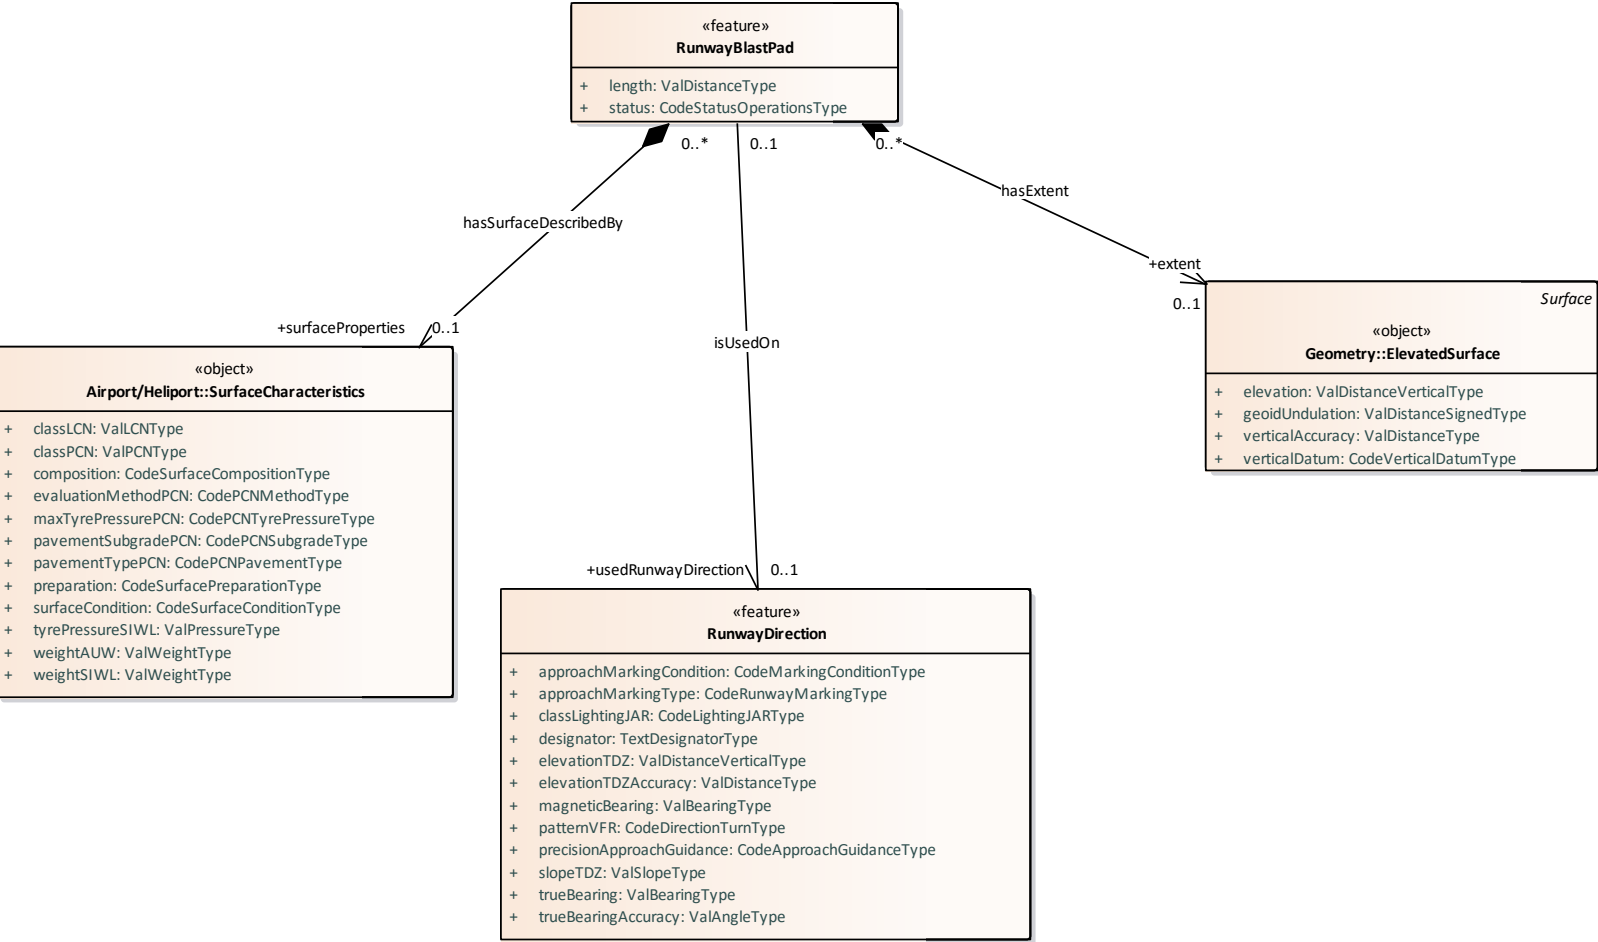 «feature»
RunwayBlastPad
+ length: ValDistanceType
+ status: CodeStatusOperationsType
0..*
0..1
0..*
hasExtent
hasSurfaceDescribedBy
+extent
0..1
+surfaceProperties
0..1
isUsedOn
Surface
«object»
Geometry::ElevatedSurface
+ elevation: ValDistanceVerticalType
+ geoidUndulation: ValDistanceSignedType
+ verticalAccuracy: ValDistanceType
+ verticalDatum: CodeVerticalDatumType
«object»
Airport/Heliport::SurfaceCharacteristics
+ classLCN: ValLCNType
+ classPCN: ValPCNType
+ composition: CodeSurfaceCompositionType
+ evaluationMethodPCN: CodePCNMethodType
+ maxTyrePressurePCN: CodePCNTyrePressureType
+ pavementSubgradePCN: CodePCNSubgradeType
+ pavementTypePCN: CodePCNPavementType
+ preparation: CodeSurfacePreparationType
+ surfaceCondition: CodeSurfaceConditionType
+ tyrePressureSIWL: ValPressureType
+ weightAUW: ValWeightType
+ weightSIWL: ValWeightType
+usedRunwayDirection
0..1
«feature»
RunwayDirection
+ approachMarkingCondition: CodeMarkingConditionType
+ approachMarkingType: CodeRunwayMarkingType
+ classLightingJAR: CodeLightingJARType
+ designator: TextDesignatorType
+ elevationTDZ: ValDistanceVerticalType
+ elevationTDZAccuracy: ValDistanceType
+ magneticBearing: ValBearingType
+ patternVFR: CodeDirectionTurnType
+ precisionApproachGuidance: CodeApproachGuidanceType
+ slopeTDZ: ValSlopeType
+ trueBearing: ValBearingType
+ trueBearingAccuracy: ValAngleType